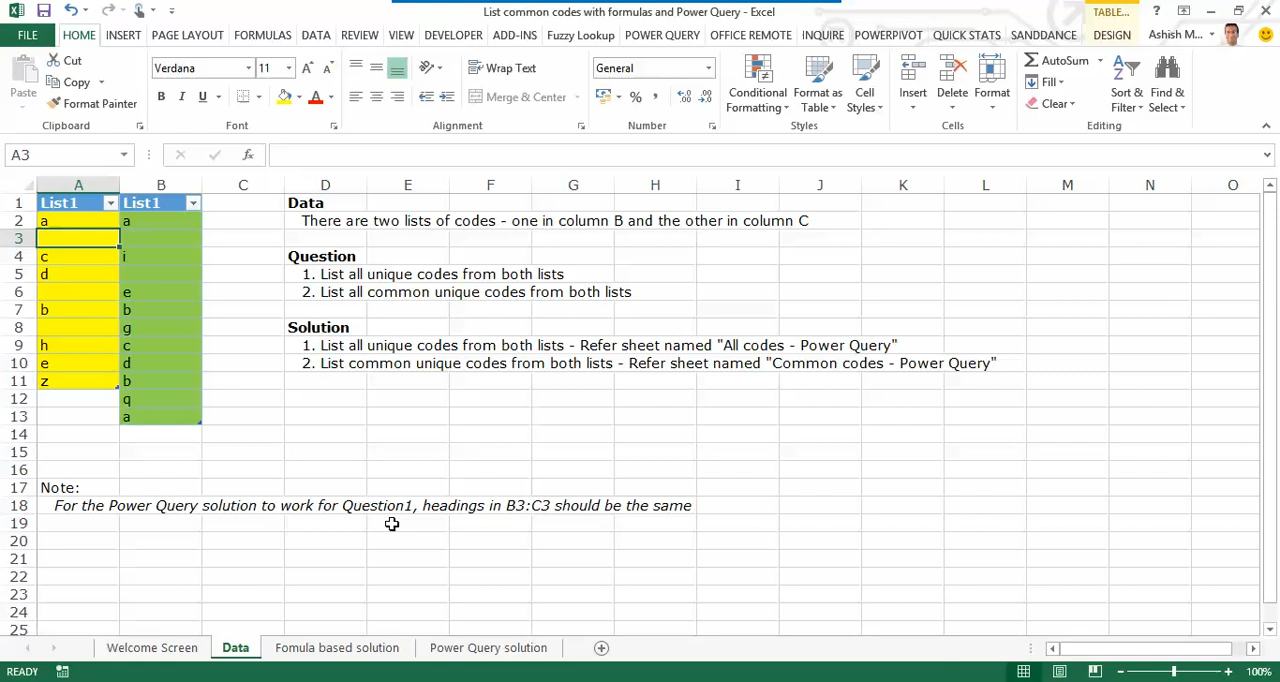 List common codes with formulas and Power Query - Excel
TABLE...
?
FILE HOME INSERT PAGE LAYOUT FORMULAS DATA REVIEW VIEW DEVELOPER ADD-INS Fuzzy Lookup POWER QUERY OFFICE REMOTE INQUIRE POWERPIVOT QUICK STATS SANDDANCE DESIGN Ashish M...
Paste
Cut
Copy
Format Painter
Clipboard
Verdana 11
B I U
Font
Wrap Text
Merge & Center
Alignment
General
%
Number
Conditional Formatting
Format as Table
Cell Styles
Styles
Insert Delete Format
Cells
AutoSum
Fill
Clear
Sort & Filter
Find & Select
Editing
A3 fx
A B C D E F G H I J K L M N O
1 List1 List1 Data
2 a a There are two lists of codes - one in column B and the other in column C
3
4 c i Question
5 d 1. List all unique codes from both lists
6 e 2. List all common unique codes from both lists
7 b b
8 g Solution
9 h c 1. List all unique codes from both lists - Refer sheet named "All codes - Power Query"
10 e d 2. List common unique codes from both lists - Refer sheet named "Common codes - Power Query"
11 z b
12 q
13 a
14
15
16
17 Note:
18 For the Power Query solution to work for Question1, headings in B3:C3 should be the same
19
20
21
22
23
24
25
Welcome Screen Data Fomula based solution Power Query solution
READY 100%